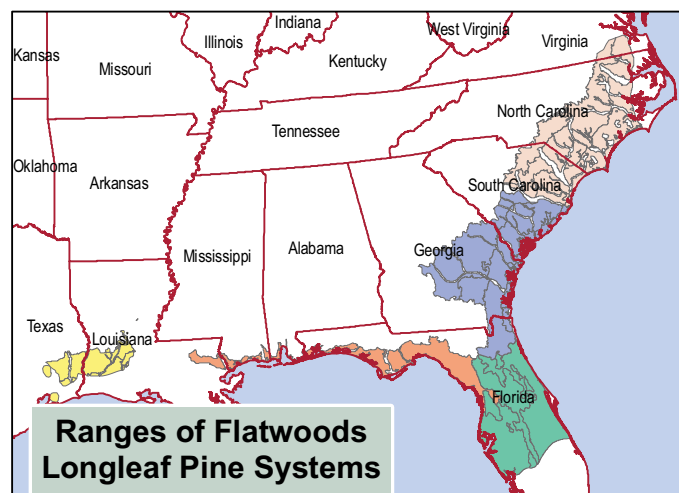 Indiana
West Virginia
Illinois
Virginia
Kansas
Missouri
Kentucky
North Carolina
Tennessee
Oklahoma
Arkansas
South Carolina
Mississippi
Alabama
Georgia
Texas
Louisiana
Florida
Ranges of Flatwoods
Longleaf Pine Systems